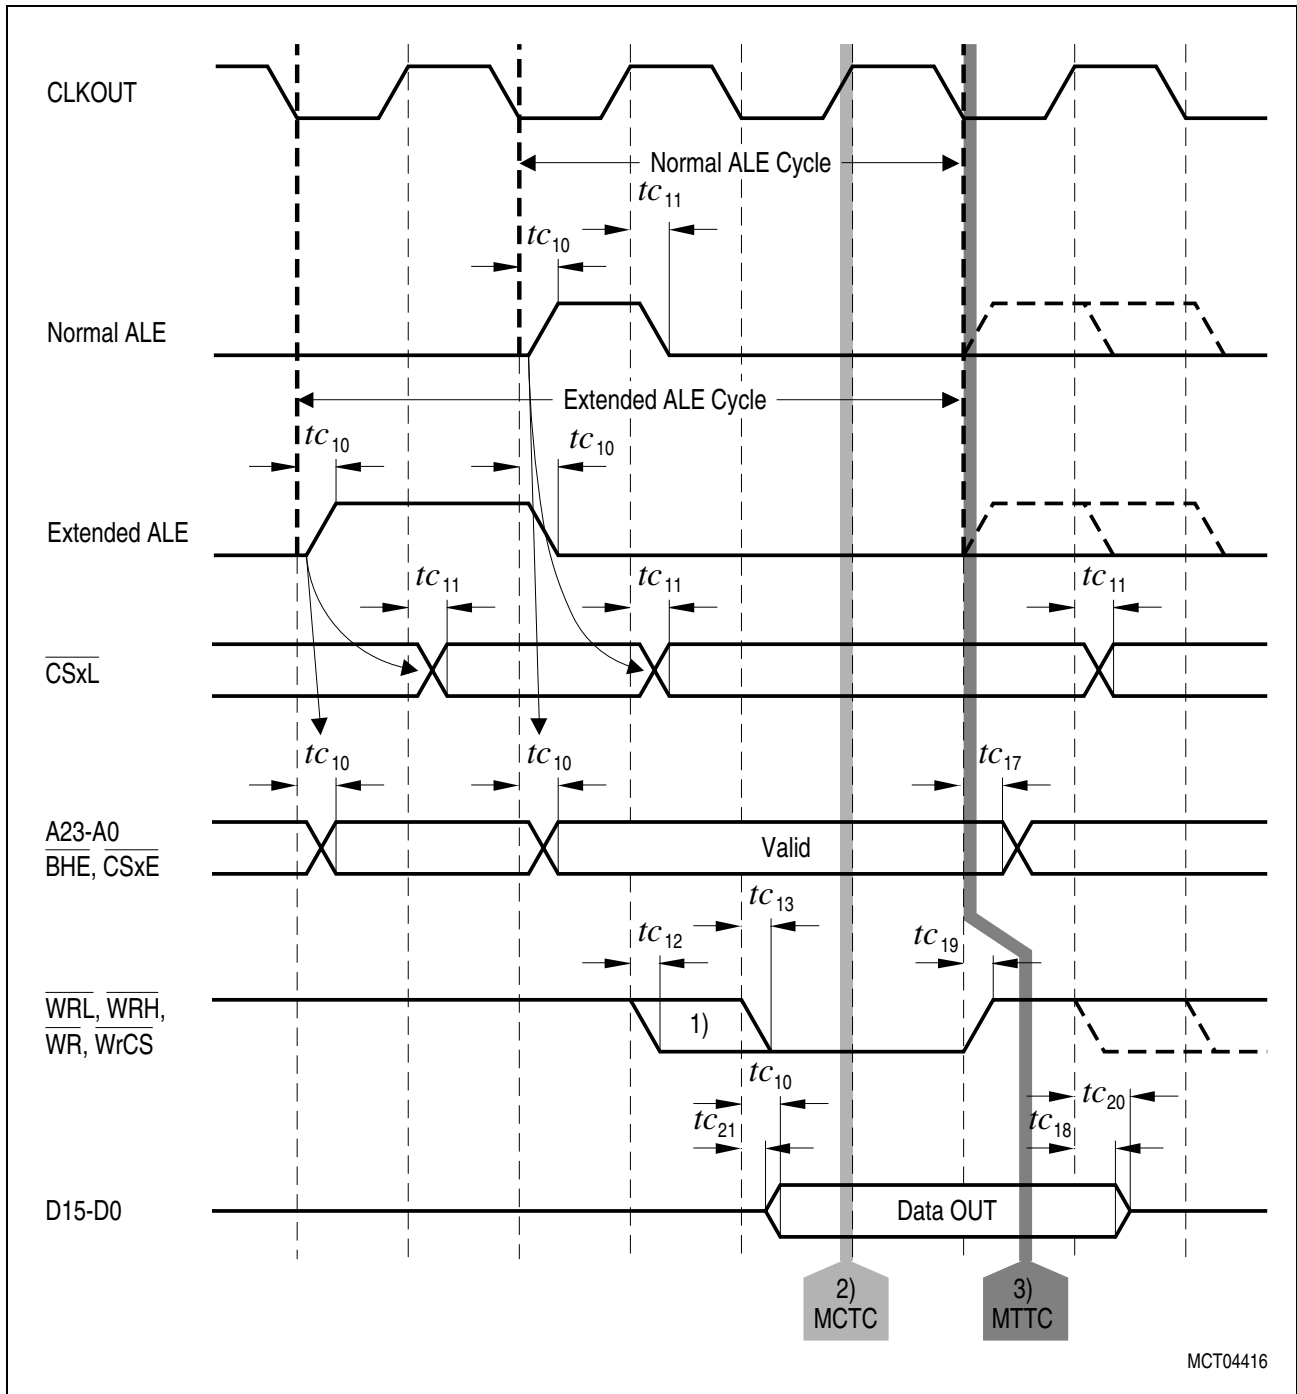 CLKOUT
Normal ALE Cycle
tc11
tc10
Normal ALE
Extended ALE Cycle
tc10
tc10
Extended ALE
tc11
tc11
tc11
CSxL
tc10
tc10
tc17
A23-A0
BHE, CSxE
Valid
tc13
tc12
tc19
WRL, WRH,
WR, WrCS
1)
tc10
tc20
tc21
tc18
D15-D0
Data OUT
2)
MCTC
3)
MTTC
MCT04416